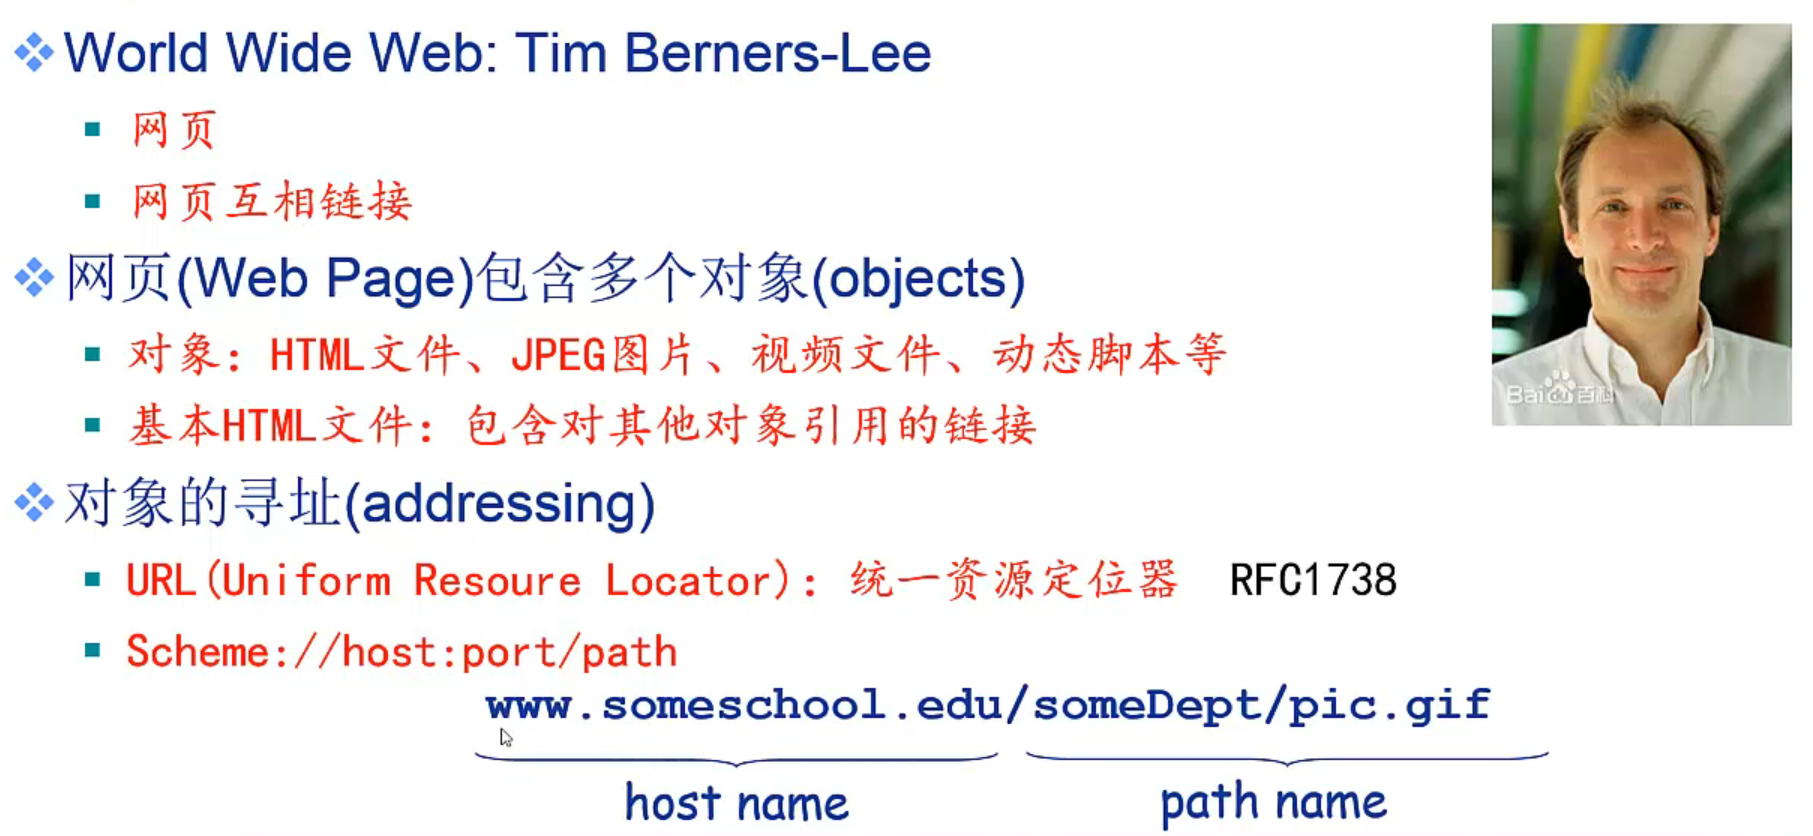 World Wide Web: Tim Berners-Lee
网页
网页互相链接
网页(Web Page)包含多个对象(objects)
对象：HTML文件、JPEG图片、视频文件、动态脚本等
基本HTML文件：包含对其他对象引用的链接
Bai百科
对象的寻址(addressing)
URL(Uniform Resoure Locator)：统一资源定位器 RFC1738
Scheme://host:port/path
www.someschool.edu/someDept/pic.gif
host name
path name